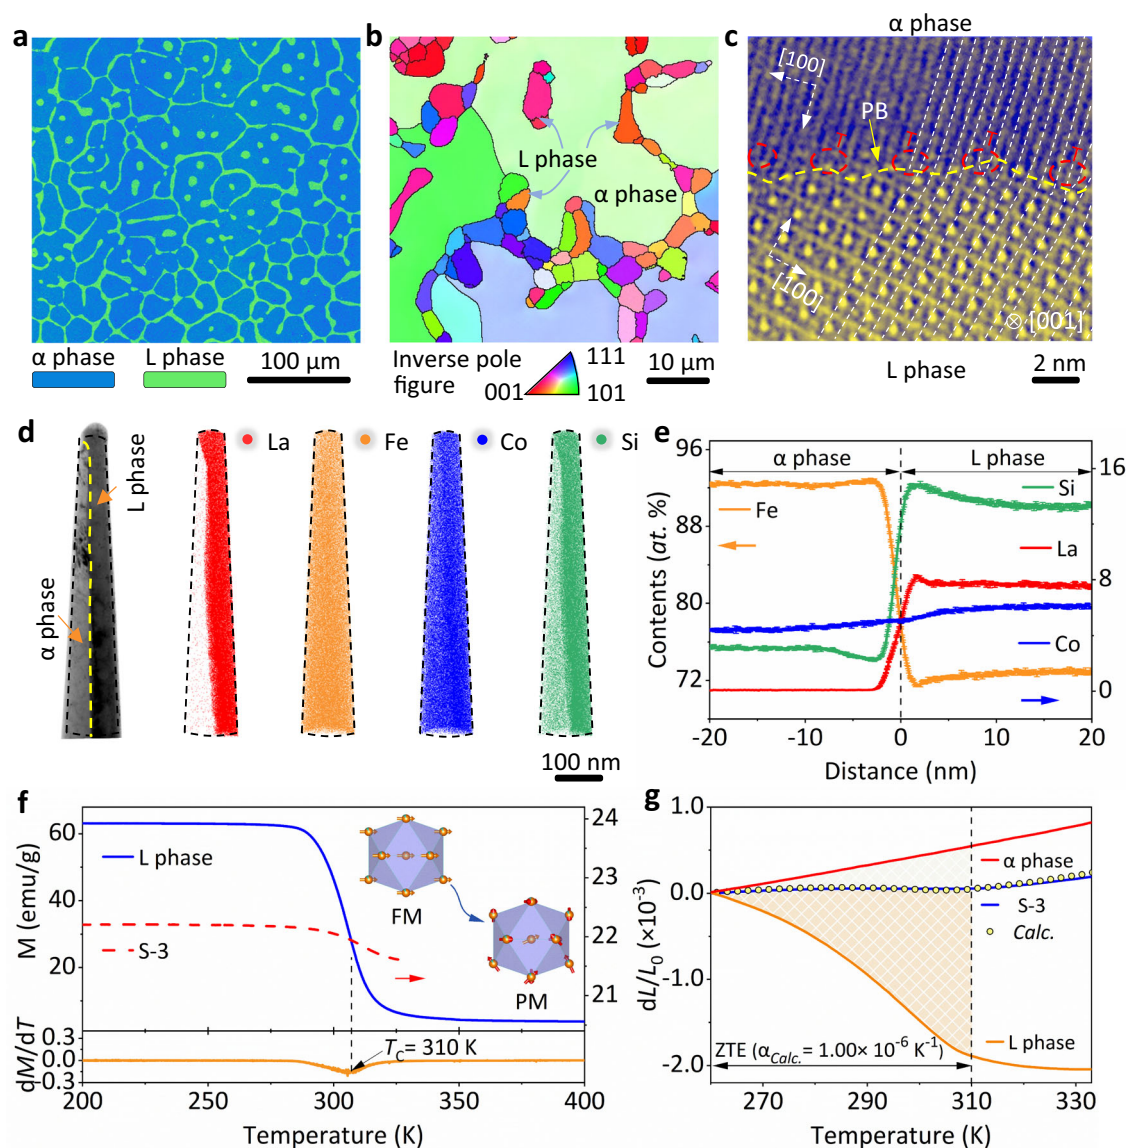 a
α phase
L phase
100 μm
b
L phase
α phase
Inverse pole
figure
111
001
101
10 μm
c
α phase
[100]
PB
[100]
⊗ [001]
L phase
2 nm
d
L phase
α phase
La
Fe
Co
Si
100 nm
e
96
88
80
72
Contents (at. %)
α phase
L phase
Fe
Si
La
Co
16
8
0
-20
-10
0
10
20
Distance (nm)
f
60
40
20
M (emu/g)
L phase
S-3
FM
PM
24
23
22
21
0.3
0.0
-0.3
dM/dT
T_C = 310 K
200
250
300
350
400
Temperature (K)
g
1.0
0.0
-1.0
-2.0
dL/L₀ (×10⁻³)
α phase
S-3
Calc.
L phase
ZTE (α_Calc. = 1.00× 10⁻⁶ K⁻¹)
270
290
310
330
Temperature (K)